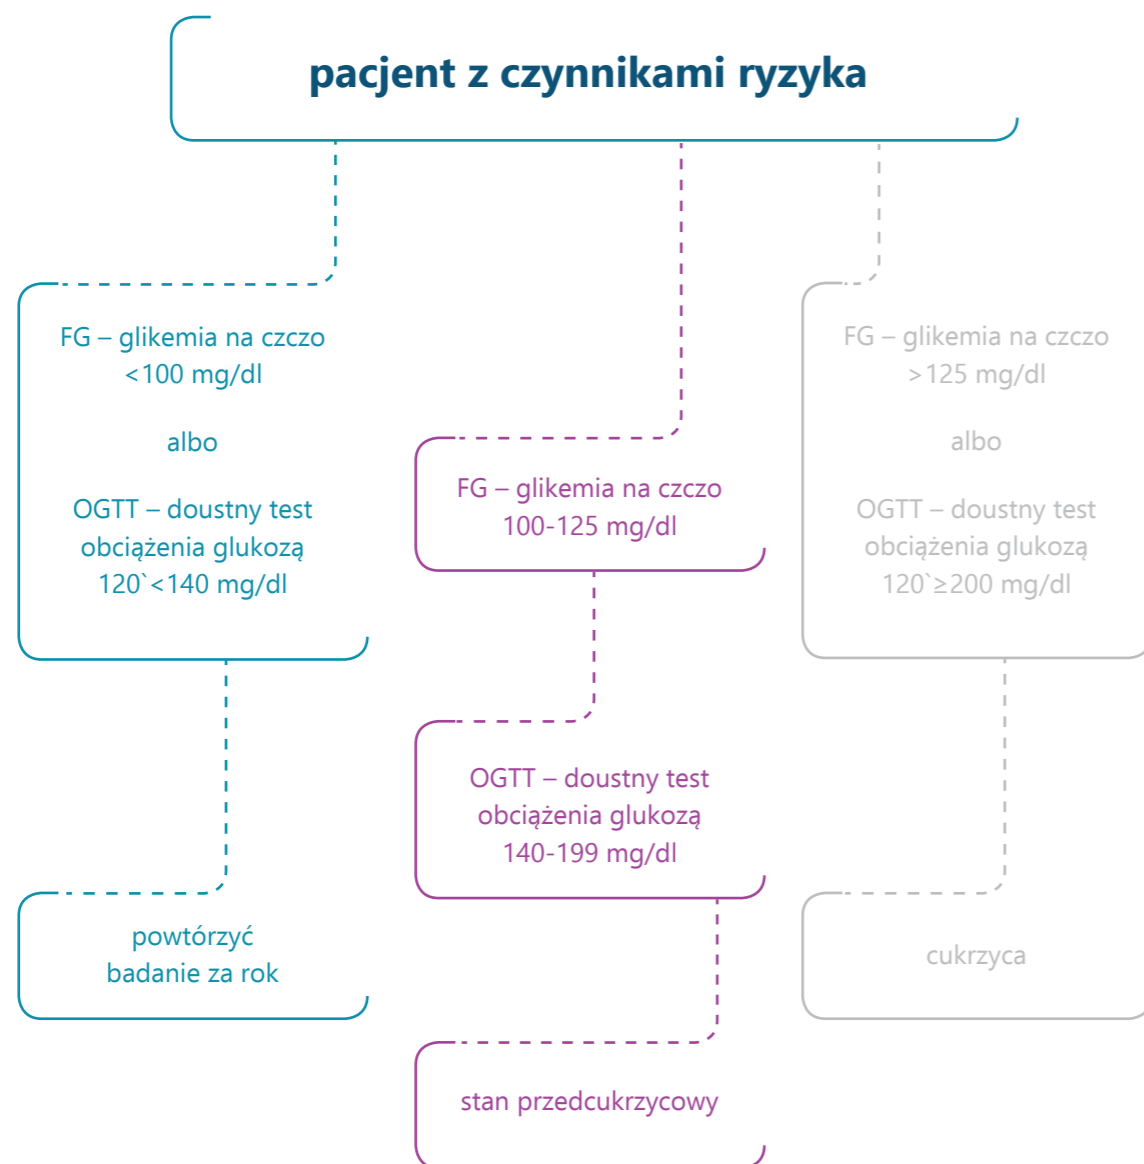 pacjent z czynnikami ryzyka
FG – glikemia na czczo
<100 mg/dl
albo
OGTT – doustny test
obciążenia glukozą
120`<140 mg/dl
powtórzyć
badanie za rok
FG – glikemia na czczo
100-125 mg/dl
OGTT – doustny test
obciążenia glukozą
140-199 mg/dl
stan przedcukrzycowy
FG – glikemia na czczo
>125 mg/dl
albo
OGTT – doustny test
obciążenia glukozą
120`≥200 mg/dl
cukrzyca